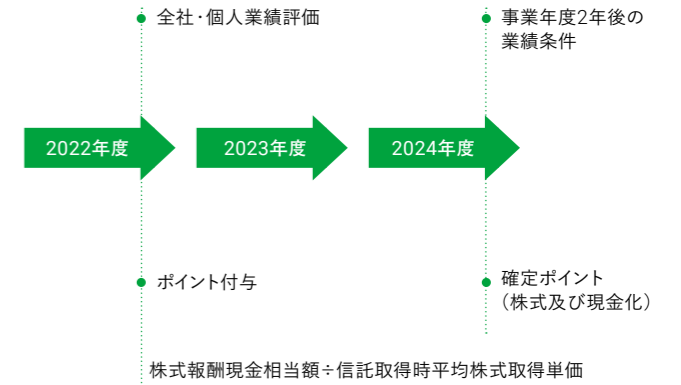 全社・個人業績評価
事業年度2年後の
業績条件
2022年度
2023年度
2024年度
ポイント付与
確定ポイント
（株式及び現金化）
株式報酬現金相当額÷信託取得時平均株式取得単価